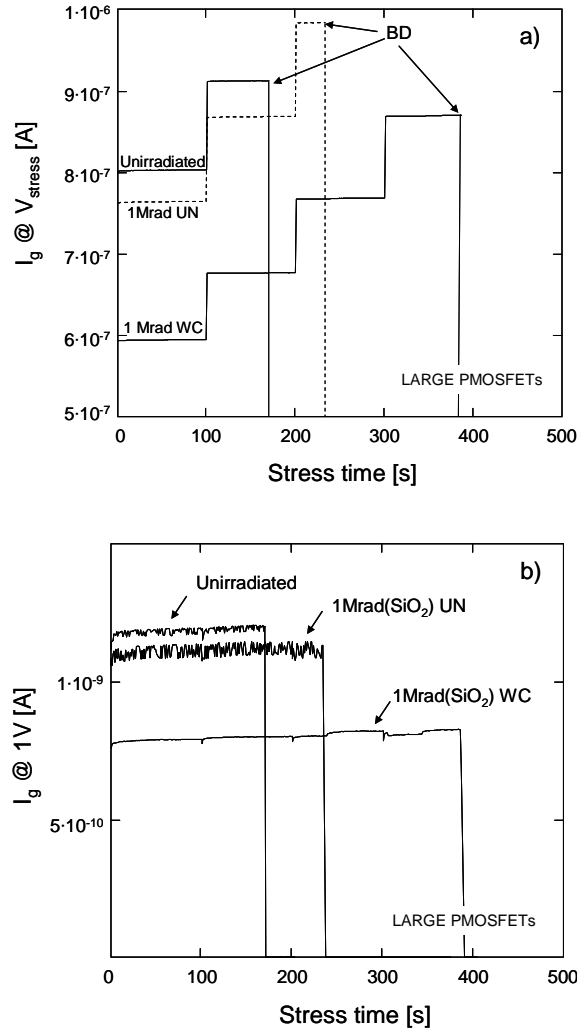 a)
1·10⁻⁶
9·10⁻⁷
8·10⁻⁷
7·10⁻⁷
6·10⁻⁷
5·10⁻⁷
I_g @ V_stress [A]
BD
Unirradiated
1Mrad UN
1 Mrad WC
LARGE PMOSFETs
0 100 200 300 400 500
Stress time [s]
b)
Unirradiated
1Mrad(SiO₂) UN
1Mrad(SiO₂) WC
1·10⁻⁹
5·10⁻¹⁰
I_g @ 1V [A]
LARGE PMOSFETs
0 100 200 300 400 500
Stress time [s]